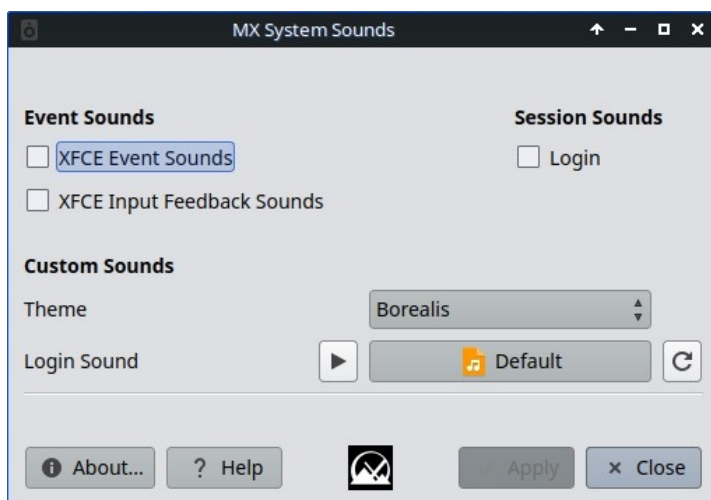 MX System Sounds
Event Sounds
Session Sounds
XFCE Event Sounds
Login
XFCE Input Feedback Sounds
Custom Sounds
Theme
Borealis
Login Sound
Default
About...
? Help
Apply
Close